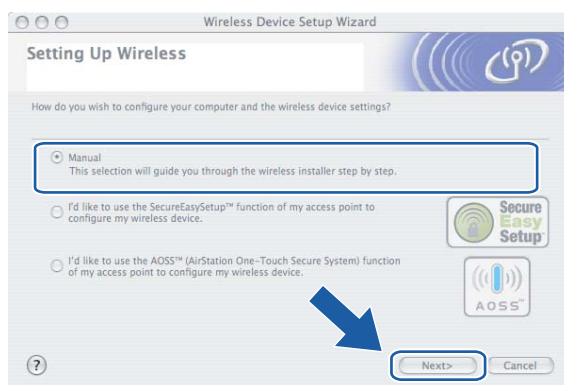 Wireless Device Setup Wizard
Setting Up Wireless
How do you wish to configure your computer and the wireless device settings?
Manual
This selection will guide you through the wireless installer step by step.
I'd like to use the SecureEasySetup™ function of my access point to
configure my wireless device.
Secure
Easy
Setup
I'd like to use the AOSS™ (AirStation One-Touch Secure System) function
of my access point to configure my wireless device.
AOSS™
?
Next>
Cancel